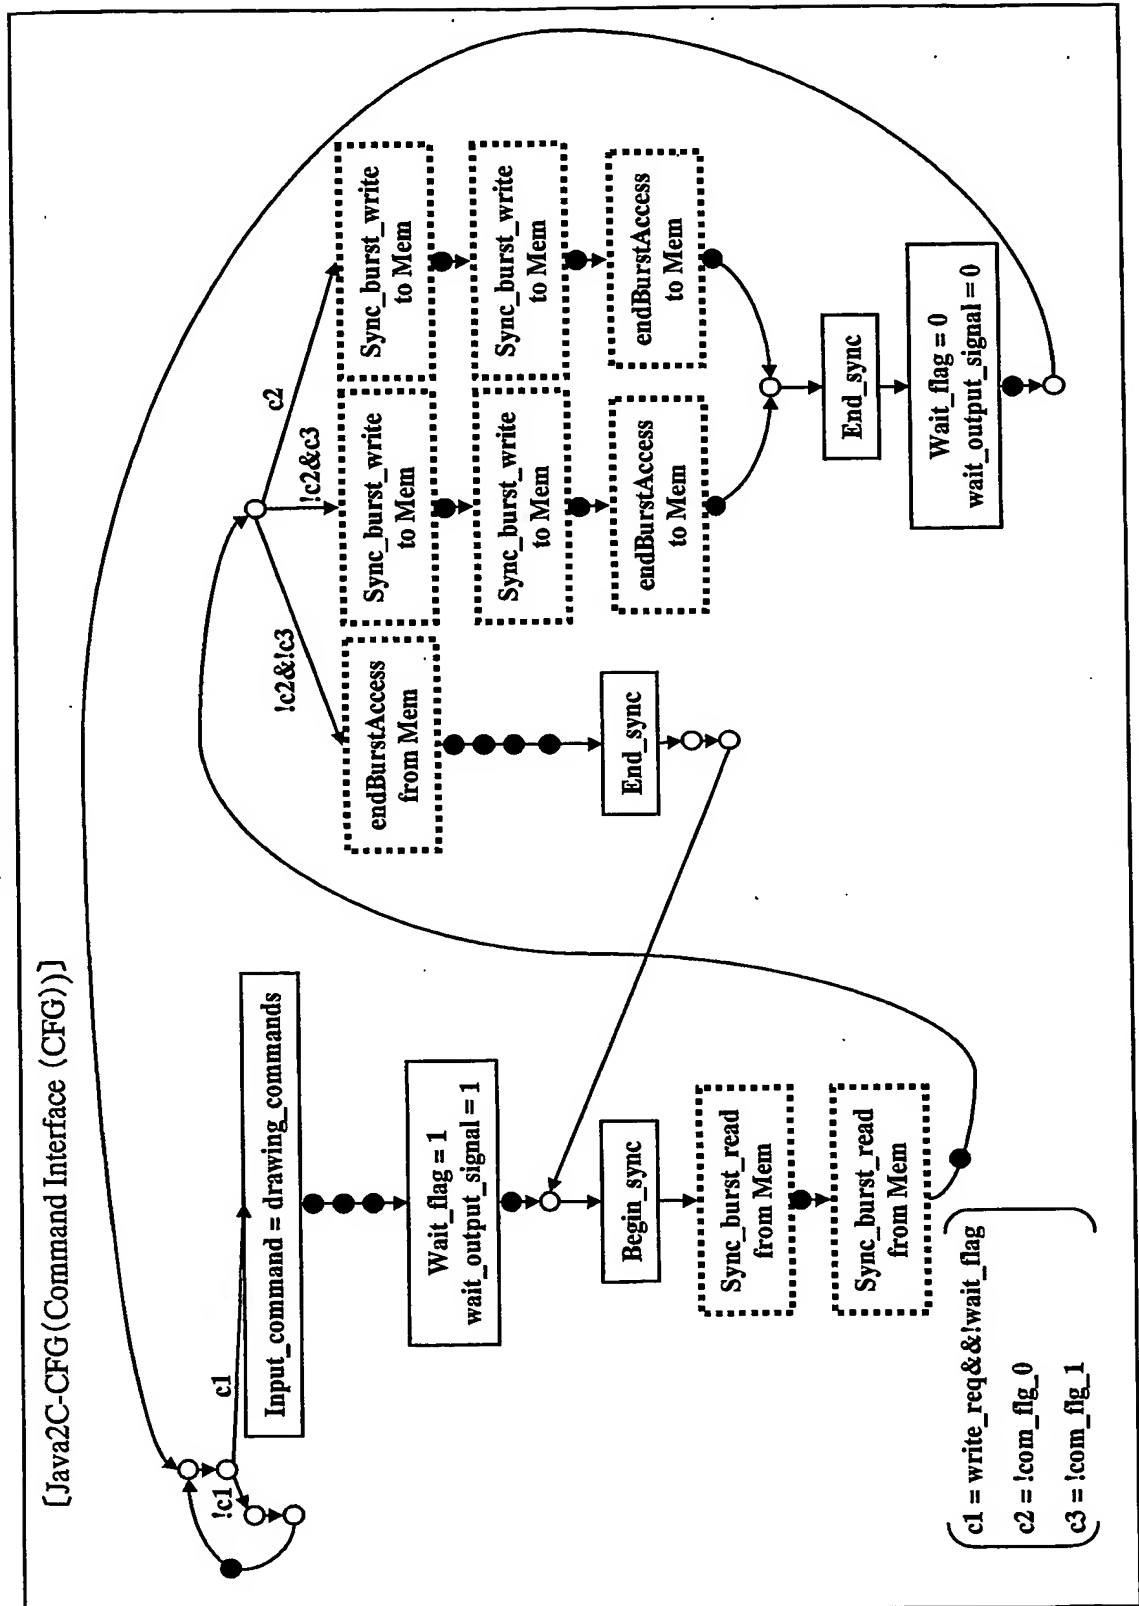 [Java2C-CFG(Command Interface (CFG))]
!c1
c1
Input_command = drawing_commands
Wait_flag = 1
wait_output_signal = 1
Begin_sync
Sync_burst_read
from Mem
Sync_burst_read
from Mem
!c2&!c3
!c2&c3
c2
endBurstAccess
from Mem
End_sync
Sync_burst_write
to Mem
Sync_burst_write
to Mem
endBurstAccess
to Mem
Sync_burst_write
to Mem
Sync_burst_write
to Mem
endBurstAccess
to Mem
End_sync
Wait_flag = 0
wait_output_signal = 0
c1 = write_req&&!wait_flag
c2 = !com_flg_0
c3 = !com_flg_1